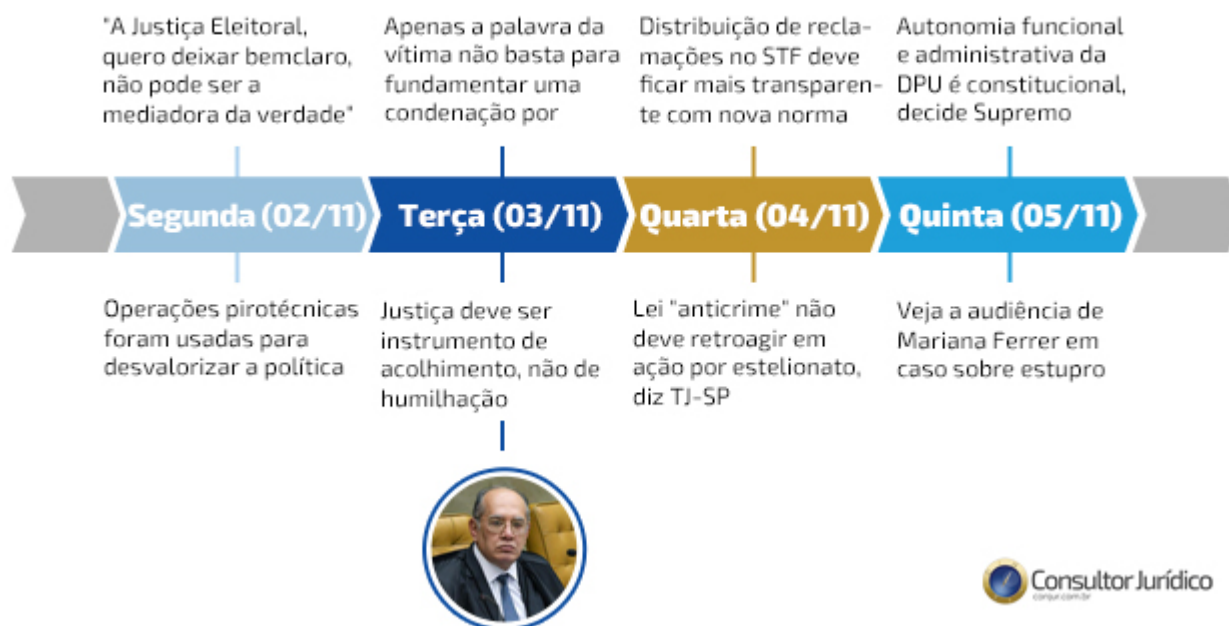 "A Justiça Eleitoral,
quero deixar bemclaro,
não pode ser a
mediadora da verdade"
Apenas a palavra da
vítima não basta para
fundamentar uma
condenação por
Distribuição de recla-
mações no STF deve
ficar mais transparen-
te com nova norma
Autonomia funcional
e administrativa da
DPU é constitucional,
decide Supremo
Segunda (02/11)
Terça (03/11)
Quarta (04/11)
Quinta (05/11)
Operações pirotécnicas
foram usadas para
desvalorizar a política
Justiça deve ser
instrumento de
acolhimento, não de
humilhação
Lei "anticrime" não
deve retroagir em
ação por estelionato,
diz TJ-SP
Veja a audiência de
Mariana Ferrer em
caso sobre estupro
Consultor Jurídico
conjur.com.br